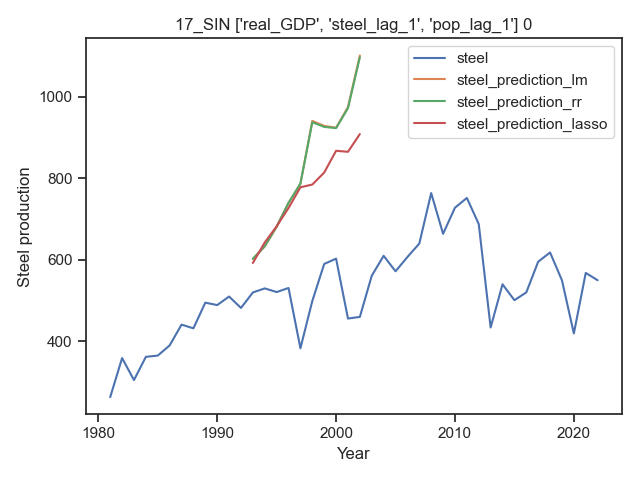 17_SIN ['real_GDP', 'steel_lag_1', 'pop_lag_1'] 0
steel
steel_prediction_lm
steel_prediction_rr
steel_prediction_lasso
1000
800
600
400
Steel production
1980
1990
2000
2010
2020
Year